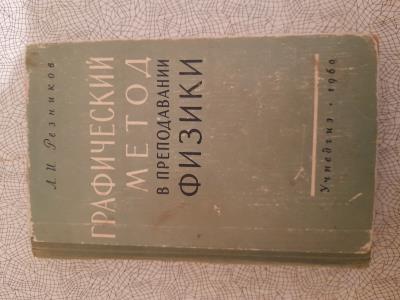 Л. И. Резников
ГРАФИЧЕСКИЙ
МЕТОД
В ПРЕПОДАВАНИИ
ФИЗИКИ
Учпедгиз • 1960